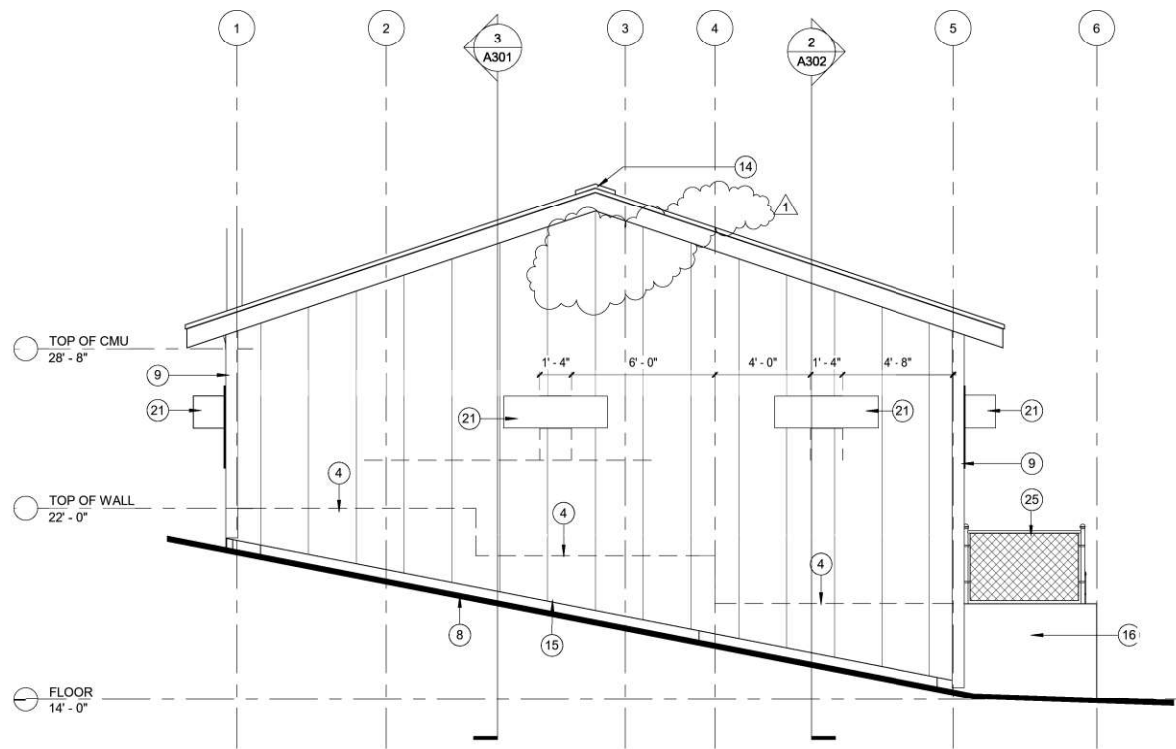 1
2
3
A301
3
4
2
A302
5
6
14
1
TOP OF CMU
28' - 8"
1' - 4"
6' - 0"
4' - 0"
1' - 4"
4' - 8"
9
21
21
21
21
9
4
TOP OF WALL
22' - 0"
4
25
4
8
15
16
FLOOR
14' - 0"